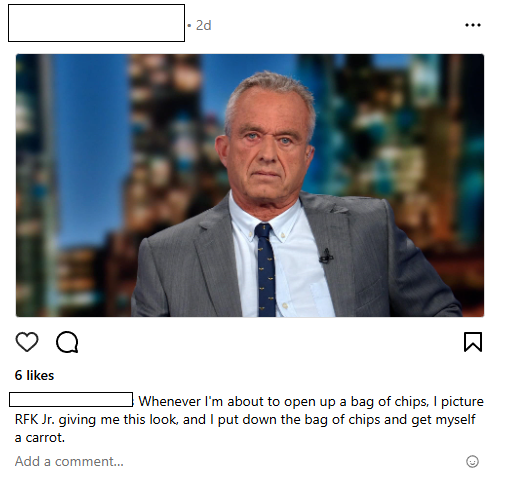 • 2d
6 likes
: Whenever I'm about to open up a bag of chips, I picture
RFK Jr. giving me this look, and I put down the bag of chips and get myself
a carrot.
Add a comment...